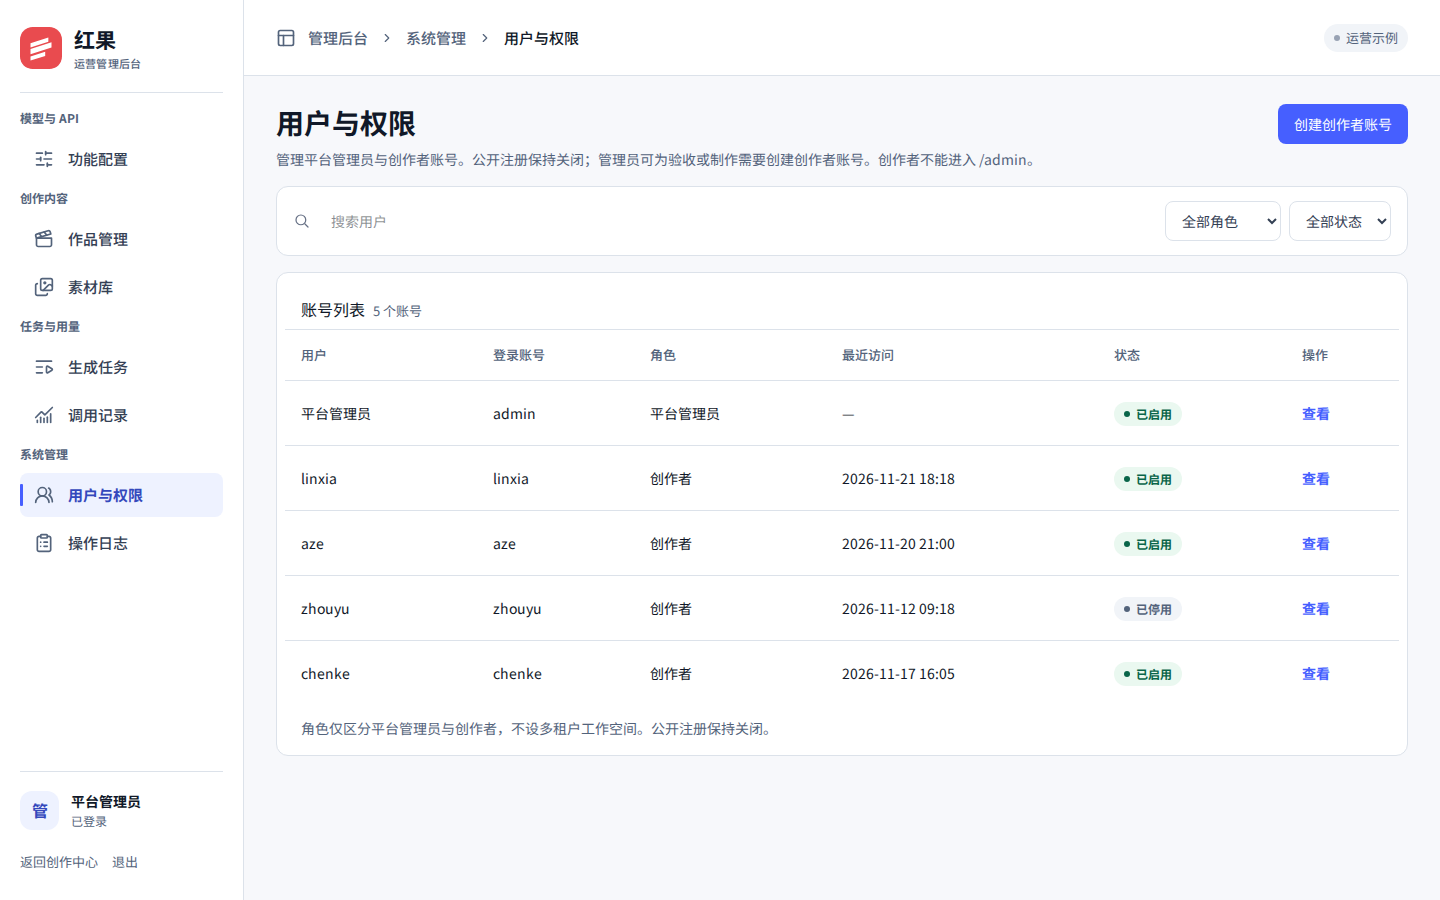 红果
运营管理后台
模型与 API
功能配置
创作内容
作品管理
素材库
任务与用量
生成任务
调用记录
系统管理
用户与权限
操作日志
管
平台管理员
已登录
返回创作中心 退出
管理后台 > 系统管理 > 用户与权限
运营示例
用户与权限
管理平台管理员与创作者账号。公开注册保持关闭；管理员可为验收或制作需要创建创作者账号。创作者不能进入 /admin。
创建创作者账号
搜索用户
全部角色
全部状态
账号列表 5 个账号
用户 登录账号 角色 最近访问 状态 操作
平台管理员 admin 平台管理员 — 已启用 查看
linxia linxia 创作者 2026-11-21 18:18 已启用 查看
aze aze 创作者 2026-11-20 21:00 已启用 查看
zhouyu zhouyu 创作者 2026-11-12 09:18 已停用 查看
chenke chenke 创作者 2026-11-17 16:05 已启用 查看
角色仅区分平台管理员与创作者，不设多租户工作空间。公开注册保持关闭。